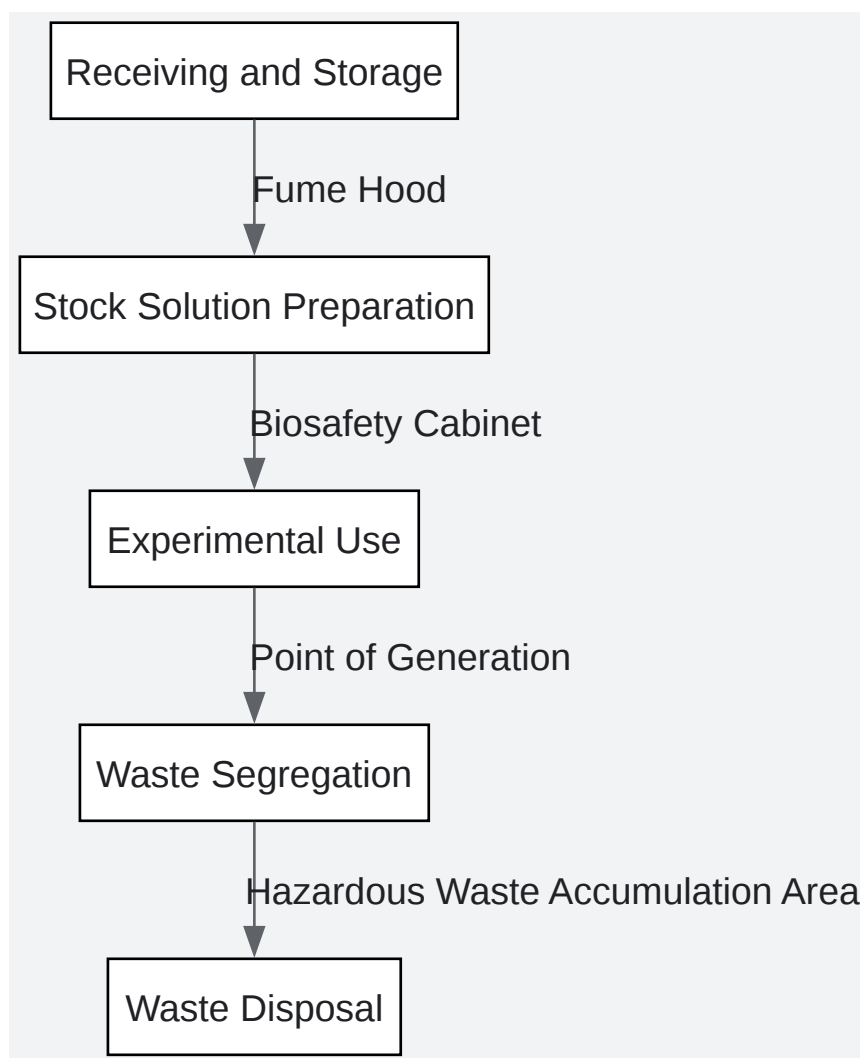 Receiving and Storage
Fume Hood
Stock Solution Preparation
Biosafety Cabinet
Experimental Use
Point of Generation
Waste Segregation
Hazardous Waste Accumulation Area
Waste Disposal